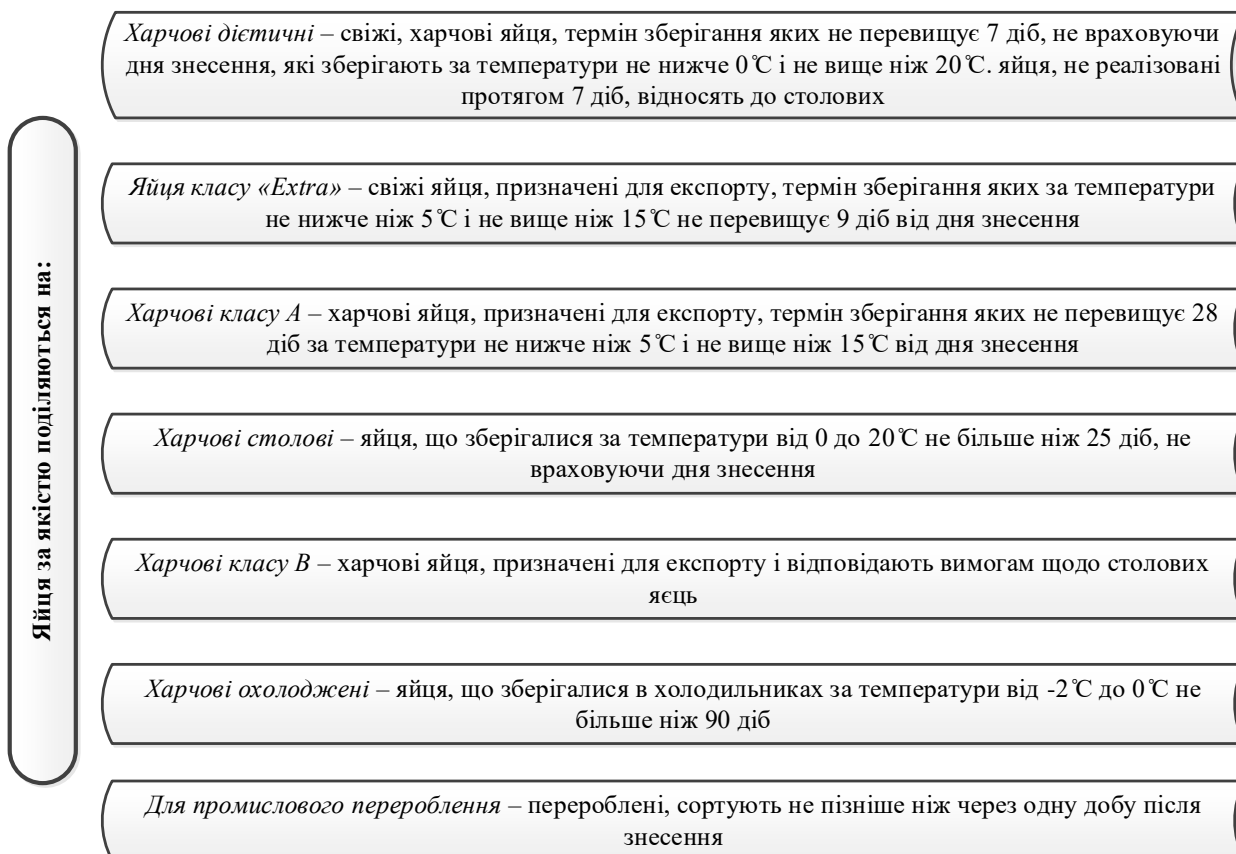 Харчові дієтичні – свіжі, харчові яйця, термін зберігання яких не перевищує 7 діб, не враховуючи
дня знесення, які зберігають за температури не нижче 0℃ і не вище ніж 20℃. яйця, не реалізовані
протягом 7 діб, відносять до столових
Яйця за якістю поділяються на:
Яйця класу «Extra» – свіжі яйця, призначені для експорту, термін зберігання яких за температури
не нижче ніж 5℃ і не вище ніж 15℃ не перевищує 9 діб від дня знесення
Харчові класу А – харчові яйця, призначені для експорту, термін зберігання яких не перевищує 28
діб за температури не нижче ніж 5℃ і не вище ніж 15℃ від дня знесення
Харчові столові – яйця, що зберігалися за температури від 0 до 20℃ не більше ніж 25 діб, не
враховуючи дня знесення
Харчові класу В – харчові яйця, призначені для експорту і відповідають вимогам щодо столових
яєць
Харчові охолоджені – яйця, що зберігалися в холодильниках за температури від -2℃ до 0℃ не
більше ніж 90 діб
Для промислового перероблення – перероблені, сортують не пізніше ніж через одну добу після
знесення